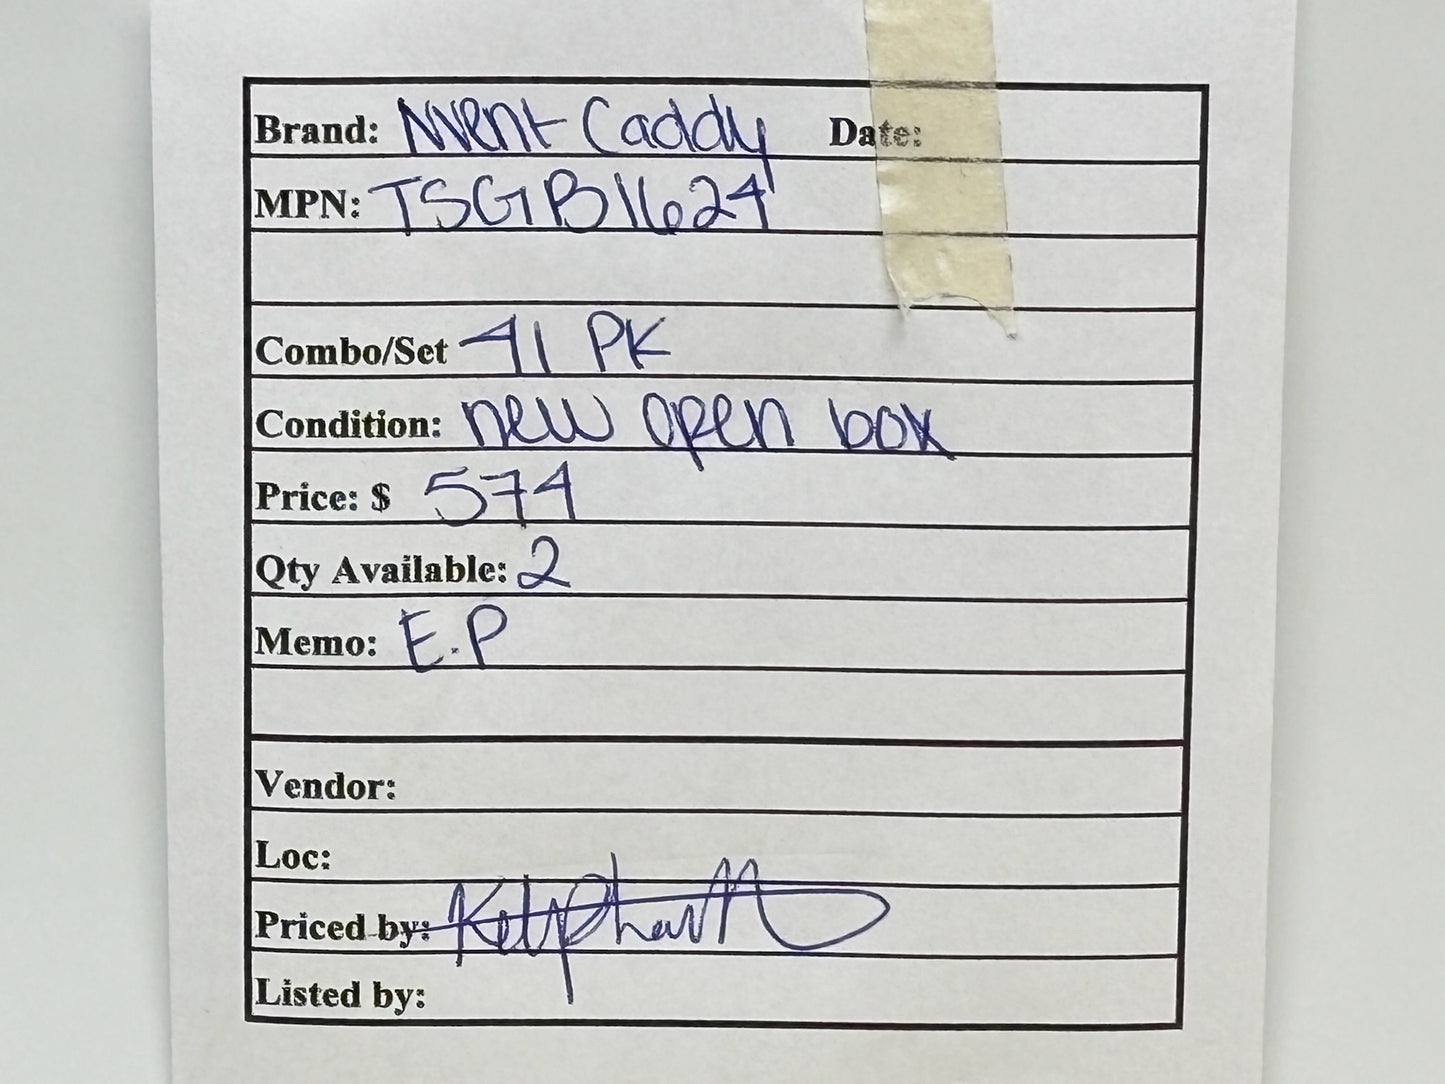 Brand: nvent Caddy Date:
MPN: TSGB1624
Combo/Set 41 PK
Condition: new open box
Price: $ 574
Qty Available: 2
Memo: E.P
Vendor:
Loc:
Priced by:
Listed by: